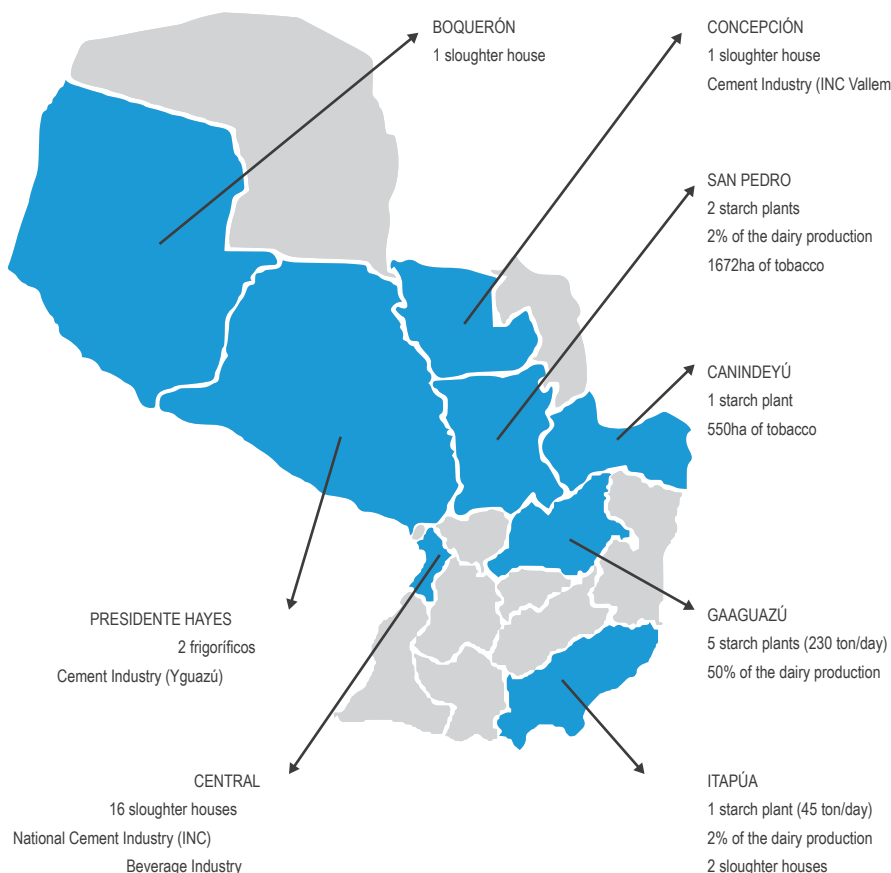 BOQUERÓN
1 sloughter house
CONCEPCIÓN
1 sloughter house
Cement Industry (INC Vallem
SAN PEDRO
2 starch plants
2% of the dairy production
1672ha of tobacco
CANINDEYÚ
1 starch plant
550ha of tobacco
PRESIDENTE HAYES
2 frigoríficos
Cement Industry (Yguazú)
GAAGUAZÚ
5 starch plants (230 ton/day)
50% of the dairy production
CENTRAL
16 sloughter houses
National Cement Industry (INC)
Beverage Industry
ITAPÚA
1 starch plant (45 ton/day)
2% of the dairy production
2 sloughter houses